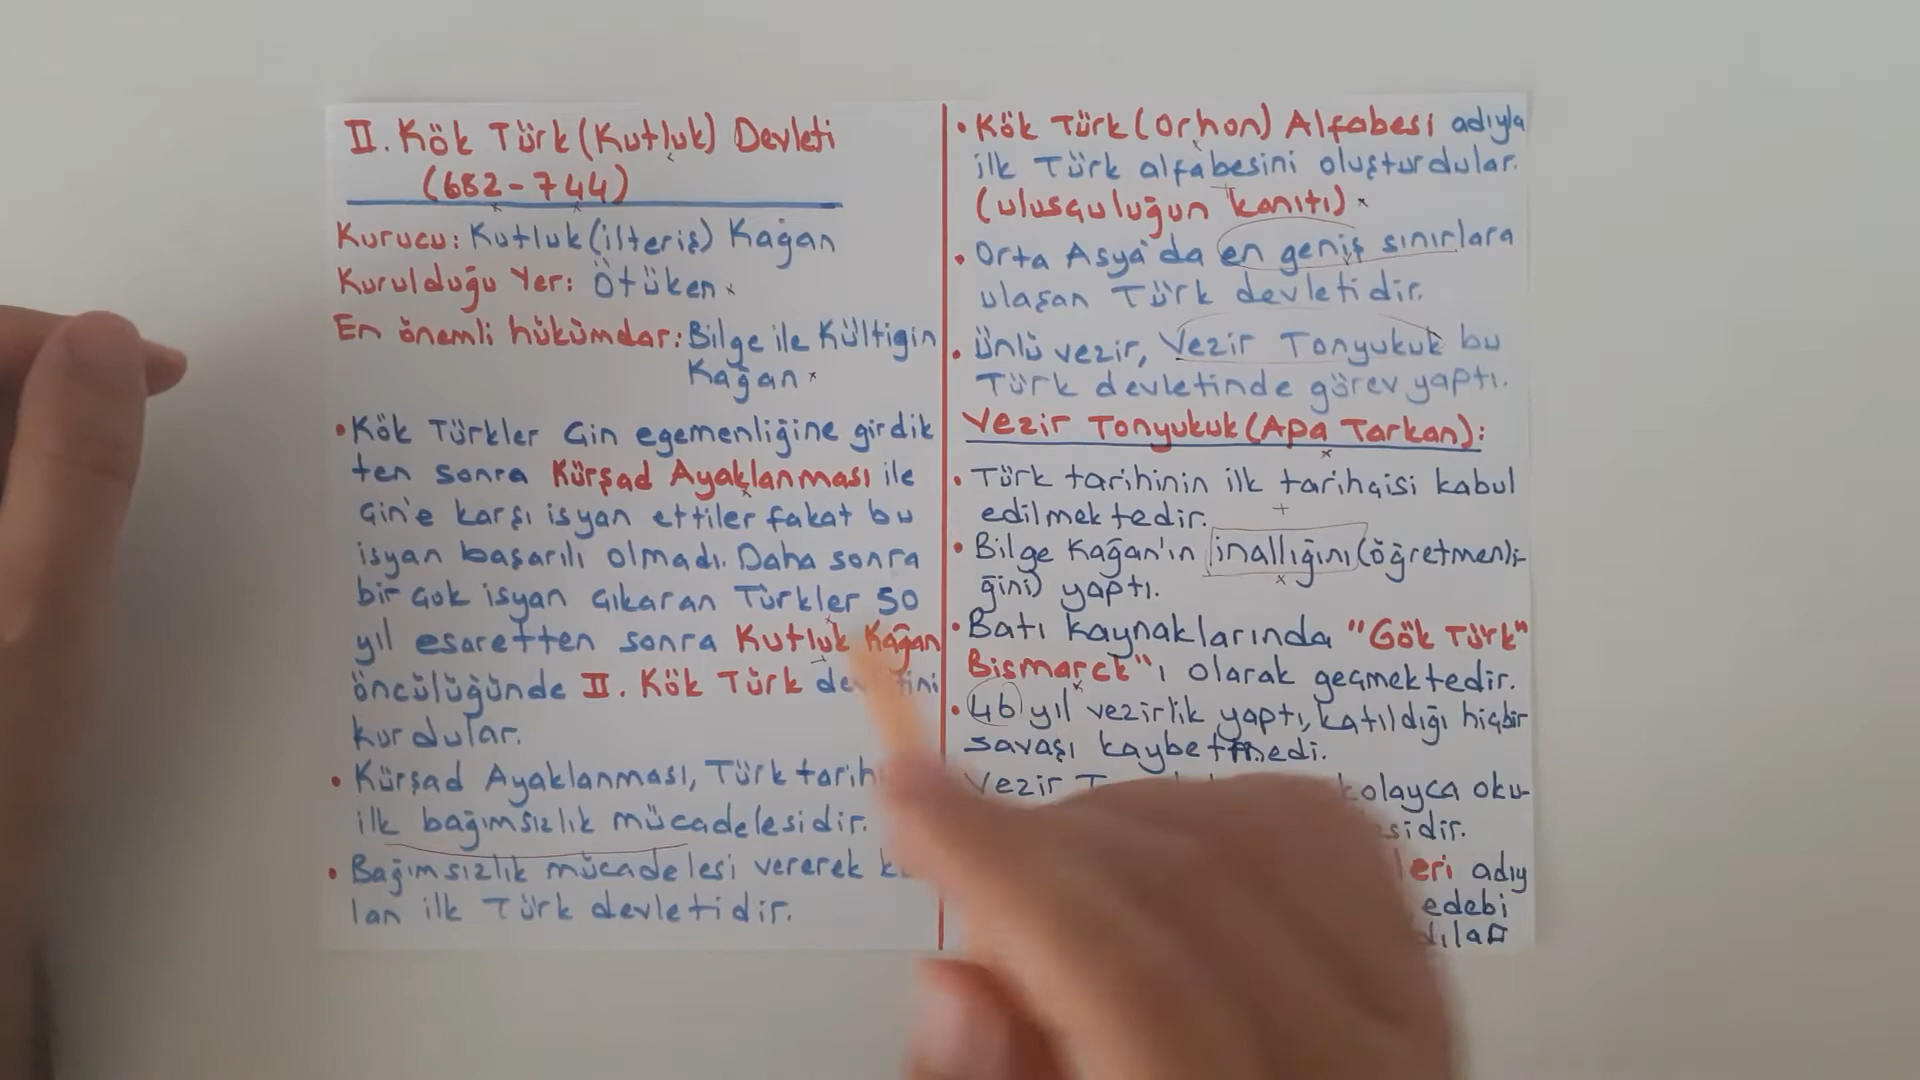 II. Kök Türk (Kutluk) Devleti
(682-744)
Kurucu: Kutluk (ilteriş) Kağan
Kurulduğu Yer: Ötüken
En önemli hükümdar: Bilge ile Kültigin
Kağan
• Kök Türkler Çin egemenliğine girdik
ten sonra Kürşad Ayaklanması ile
Çin'e karşı isyan ettiler fakat bu
isyan başarılı olmadı. Daha sonra
bir çok isyan çıkaran Türkler 50
yıl esaretten sonra Kutluk Kağan
öncülüğünde II. Kök Türk
kurdular.
• Kürşad Ayaklanması, Türk
ilk bağımsızlık mücadelesidir.
• Bağımsızlık mücadelesi vererek
lan ilk Türk devletidir.
• Kök Türk (Orhon) Alfabesi adıyla
ilk Türk alfabesini oluşturdular.
(ulusçuluğun kanıtı)
• Orta Asya'da en geniş sınırlara
ulaşan Türk devletidir.
• Ünlü vezir, Vezir Tonyukuk bu
Türk devletinde görev yaptı.
Vezir Tonyukuk (Apa Tarkan):
• Türk tarihinin ilk tarihçisi kabul
edilmektedir.
• Bilge Kağan'ın inallığını (öğretmenli-
ğini) yaptı.
• Batı kaynaklarında "Gök Türk"
Bismarck"ı olarak geçmektedir.
• 46 yıl vezirlik yaptı, katıldığı hiçbir
savaşı kaybetmedi.
Vezir kolayca oku-
adıy
edebi